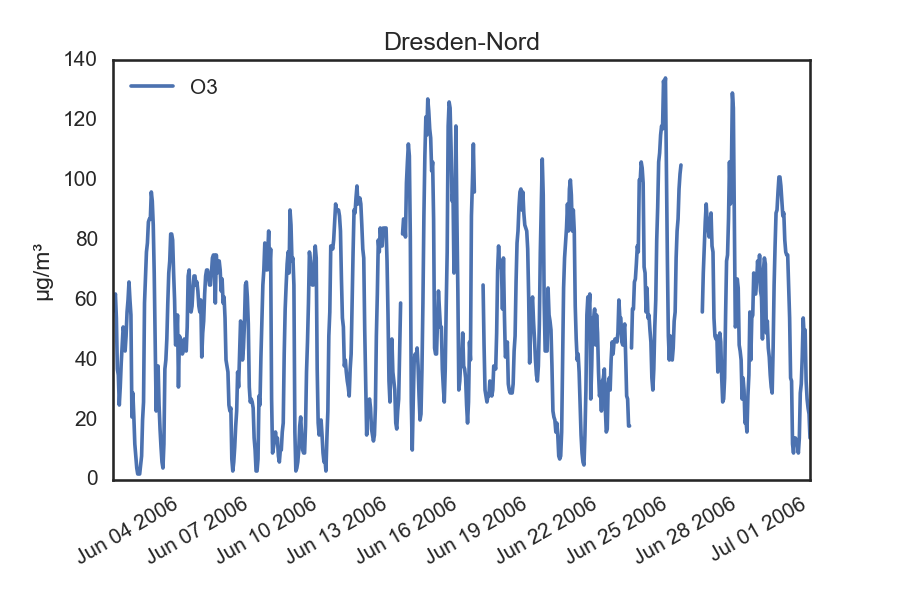 Dresden-Nord
O3
µg/m³
140
120
100
80
60
40
20
0
Jun 04 2006
Jun 07 2006
Jun 10 2006
Jun 13 2006
Jun 16 2006
Jun 19 2006
Jun 22 2006
Jun 25 2006
Jun 28 2006
Jul 01 2006